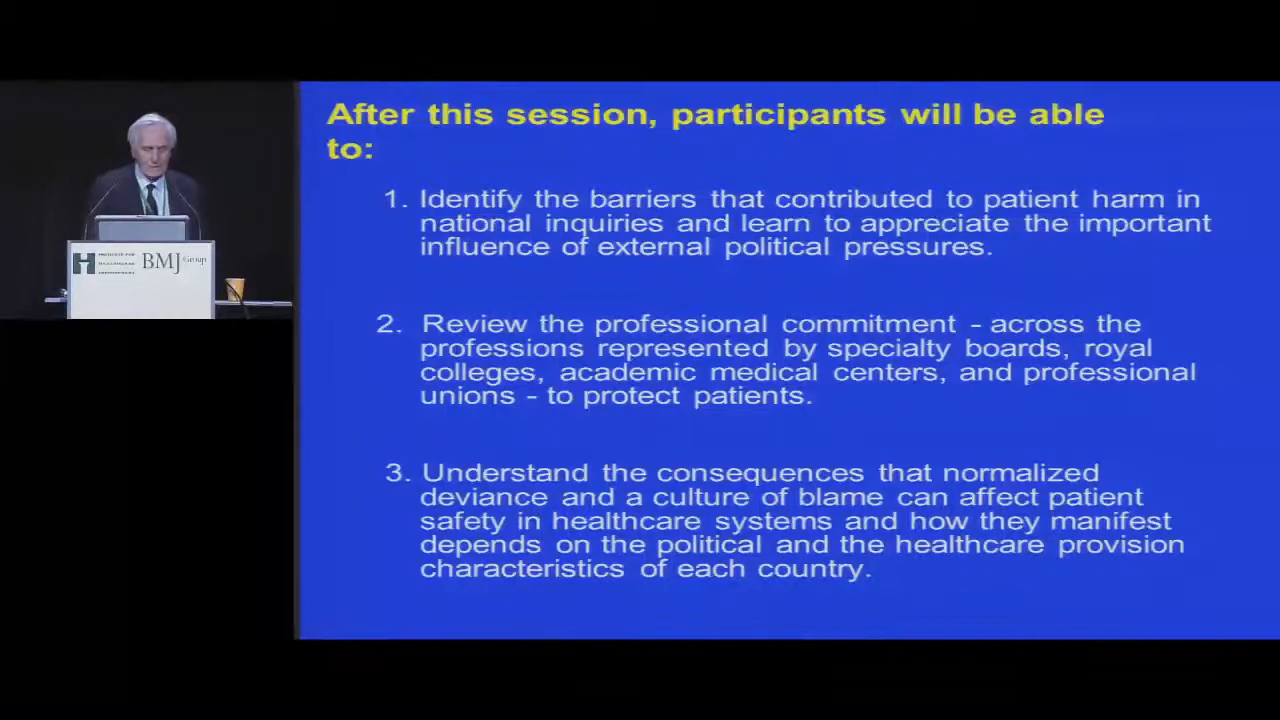 After this session, participants will be able
to:
1. Identify the barriers that contributed to patient harm in
national inquiries and learn to appreciate the important
influence of external political pressures.
2. Review the professional commitment - across the
professions represented by specialty boards, royal
colleges, academic medical centers, and professional
unions - to protect patients.
3. Understand the consequences that normalized
deviance and a culture of blame can affect patient
safety in healthcare systems and how they manifest
depends on the political and the healthcare provision
characteristics of each country.
INSTITUTE FOR
HEALTHCARE
IMPROVEMENT
BMJ Group